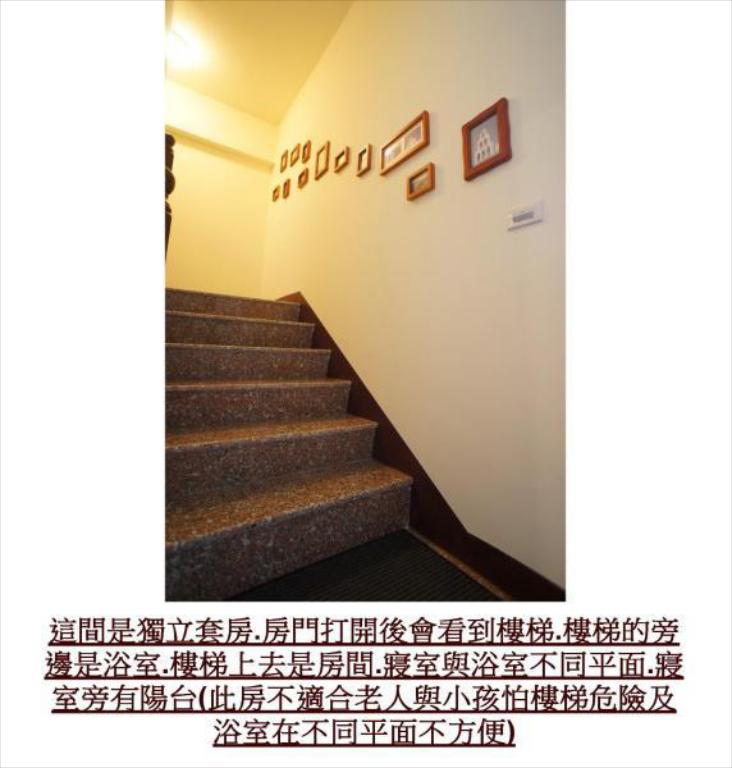 這間是獨立套房.房門打開後會看到樓梯.樓梯的旁
邊是浴室.樓梯上去是房間.寢室與浴室不同平面.寢
室旁有陽台(此房不適合老人與小孩怕樓梯危險及
浴室在不同平面不方便)